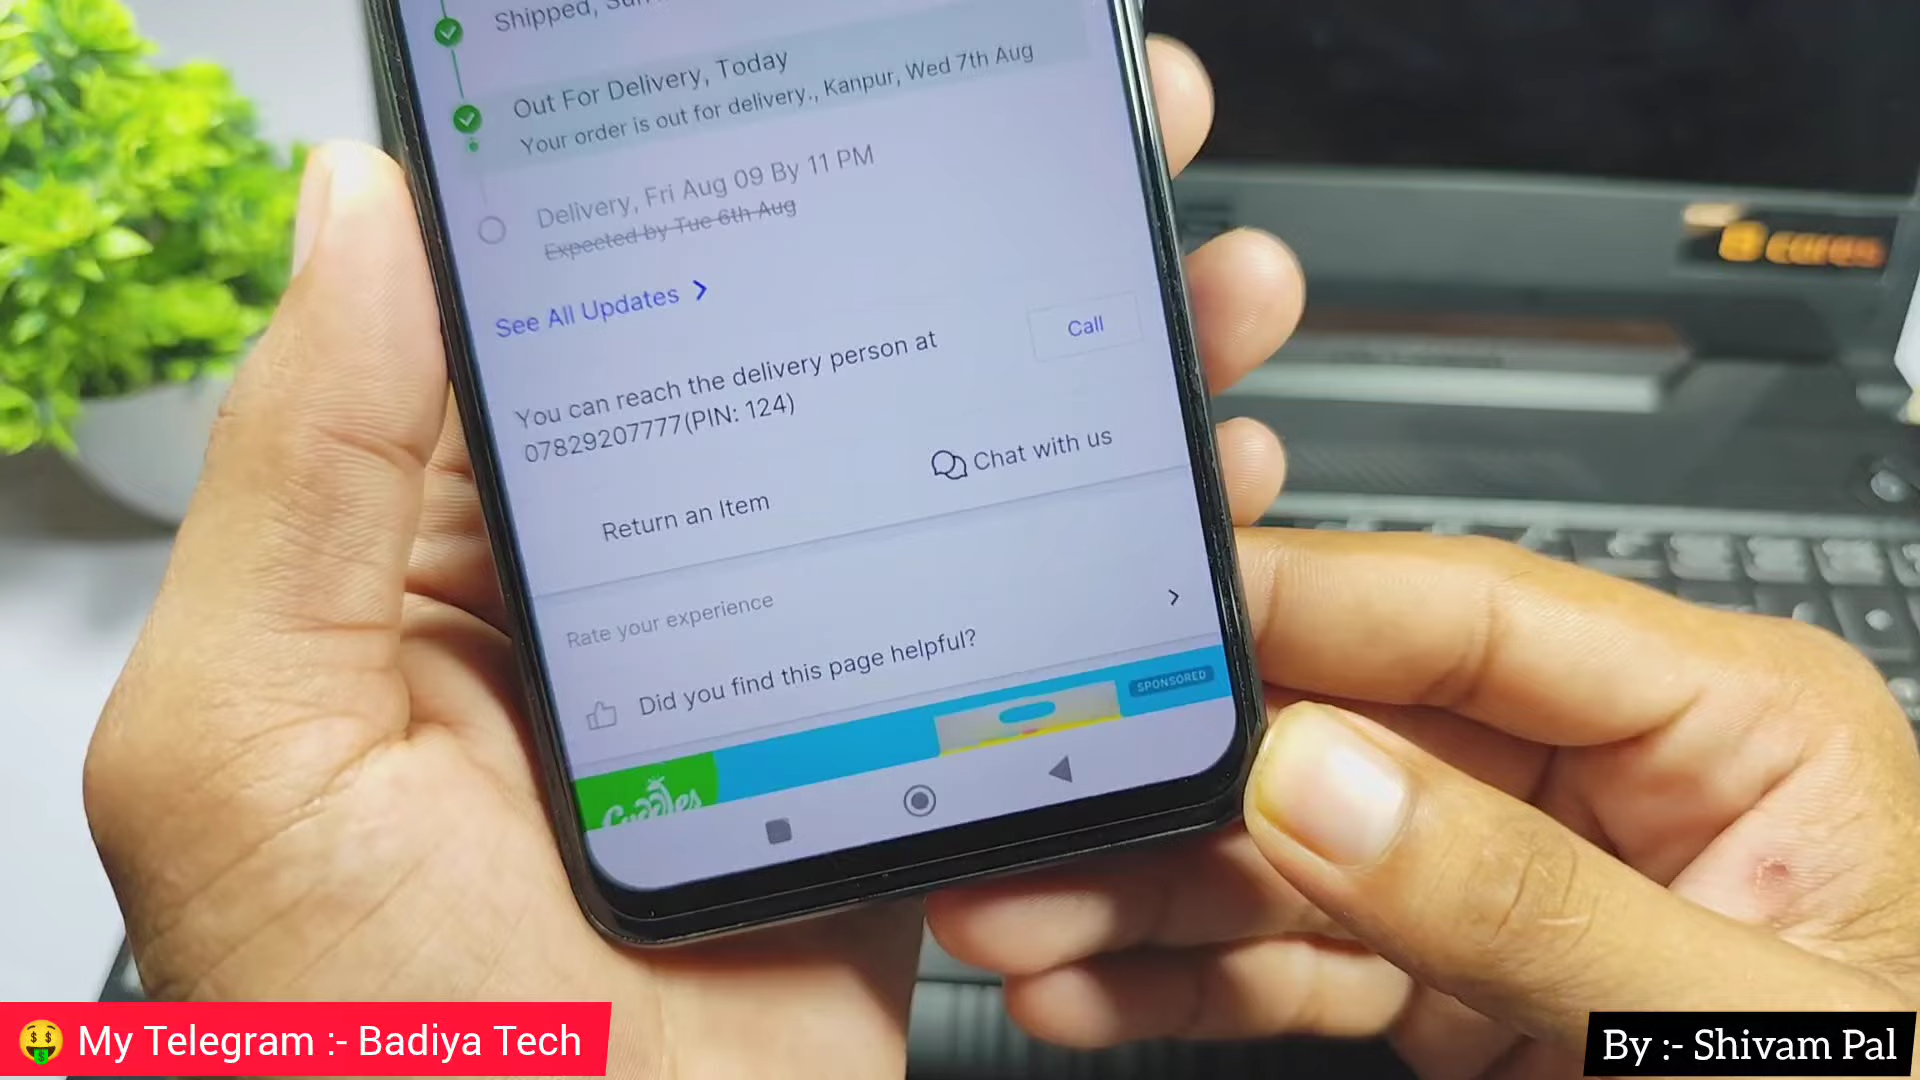 Shipped,
Out For Delivery, Today
Your order is out for delivery., Kanpur, Wed 7th Aug
Delivery, Fri Aug 09 By 11 PM
Expected by Tue 6th Aug
See All Updates
You can reach the delivery person at
07829207777(PIN: 124)
Call
Chat with us
Return an Item
Rate your experience
Did you find this page helpful?
SPONSORED
cares
🤑 My Telegram :- Badiya Tech
By :- Shivam Pal